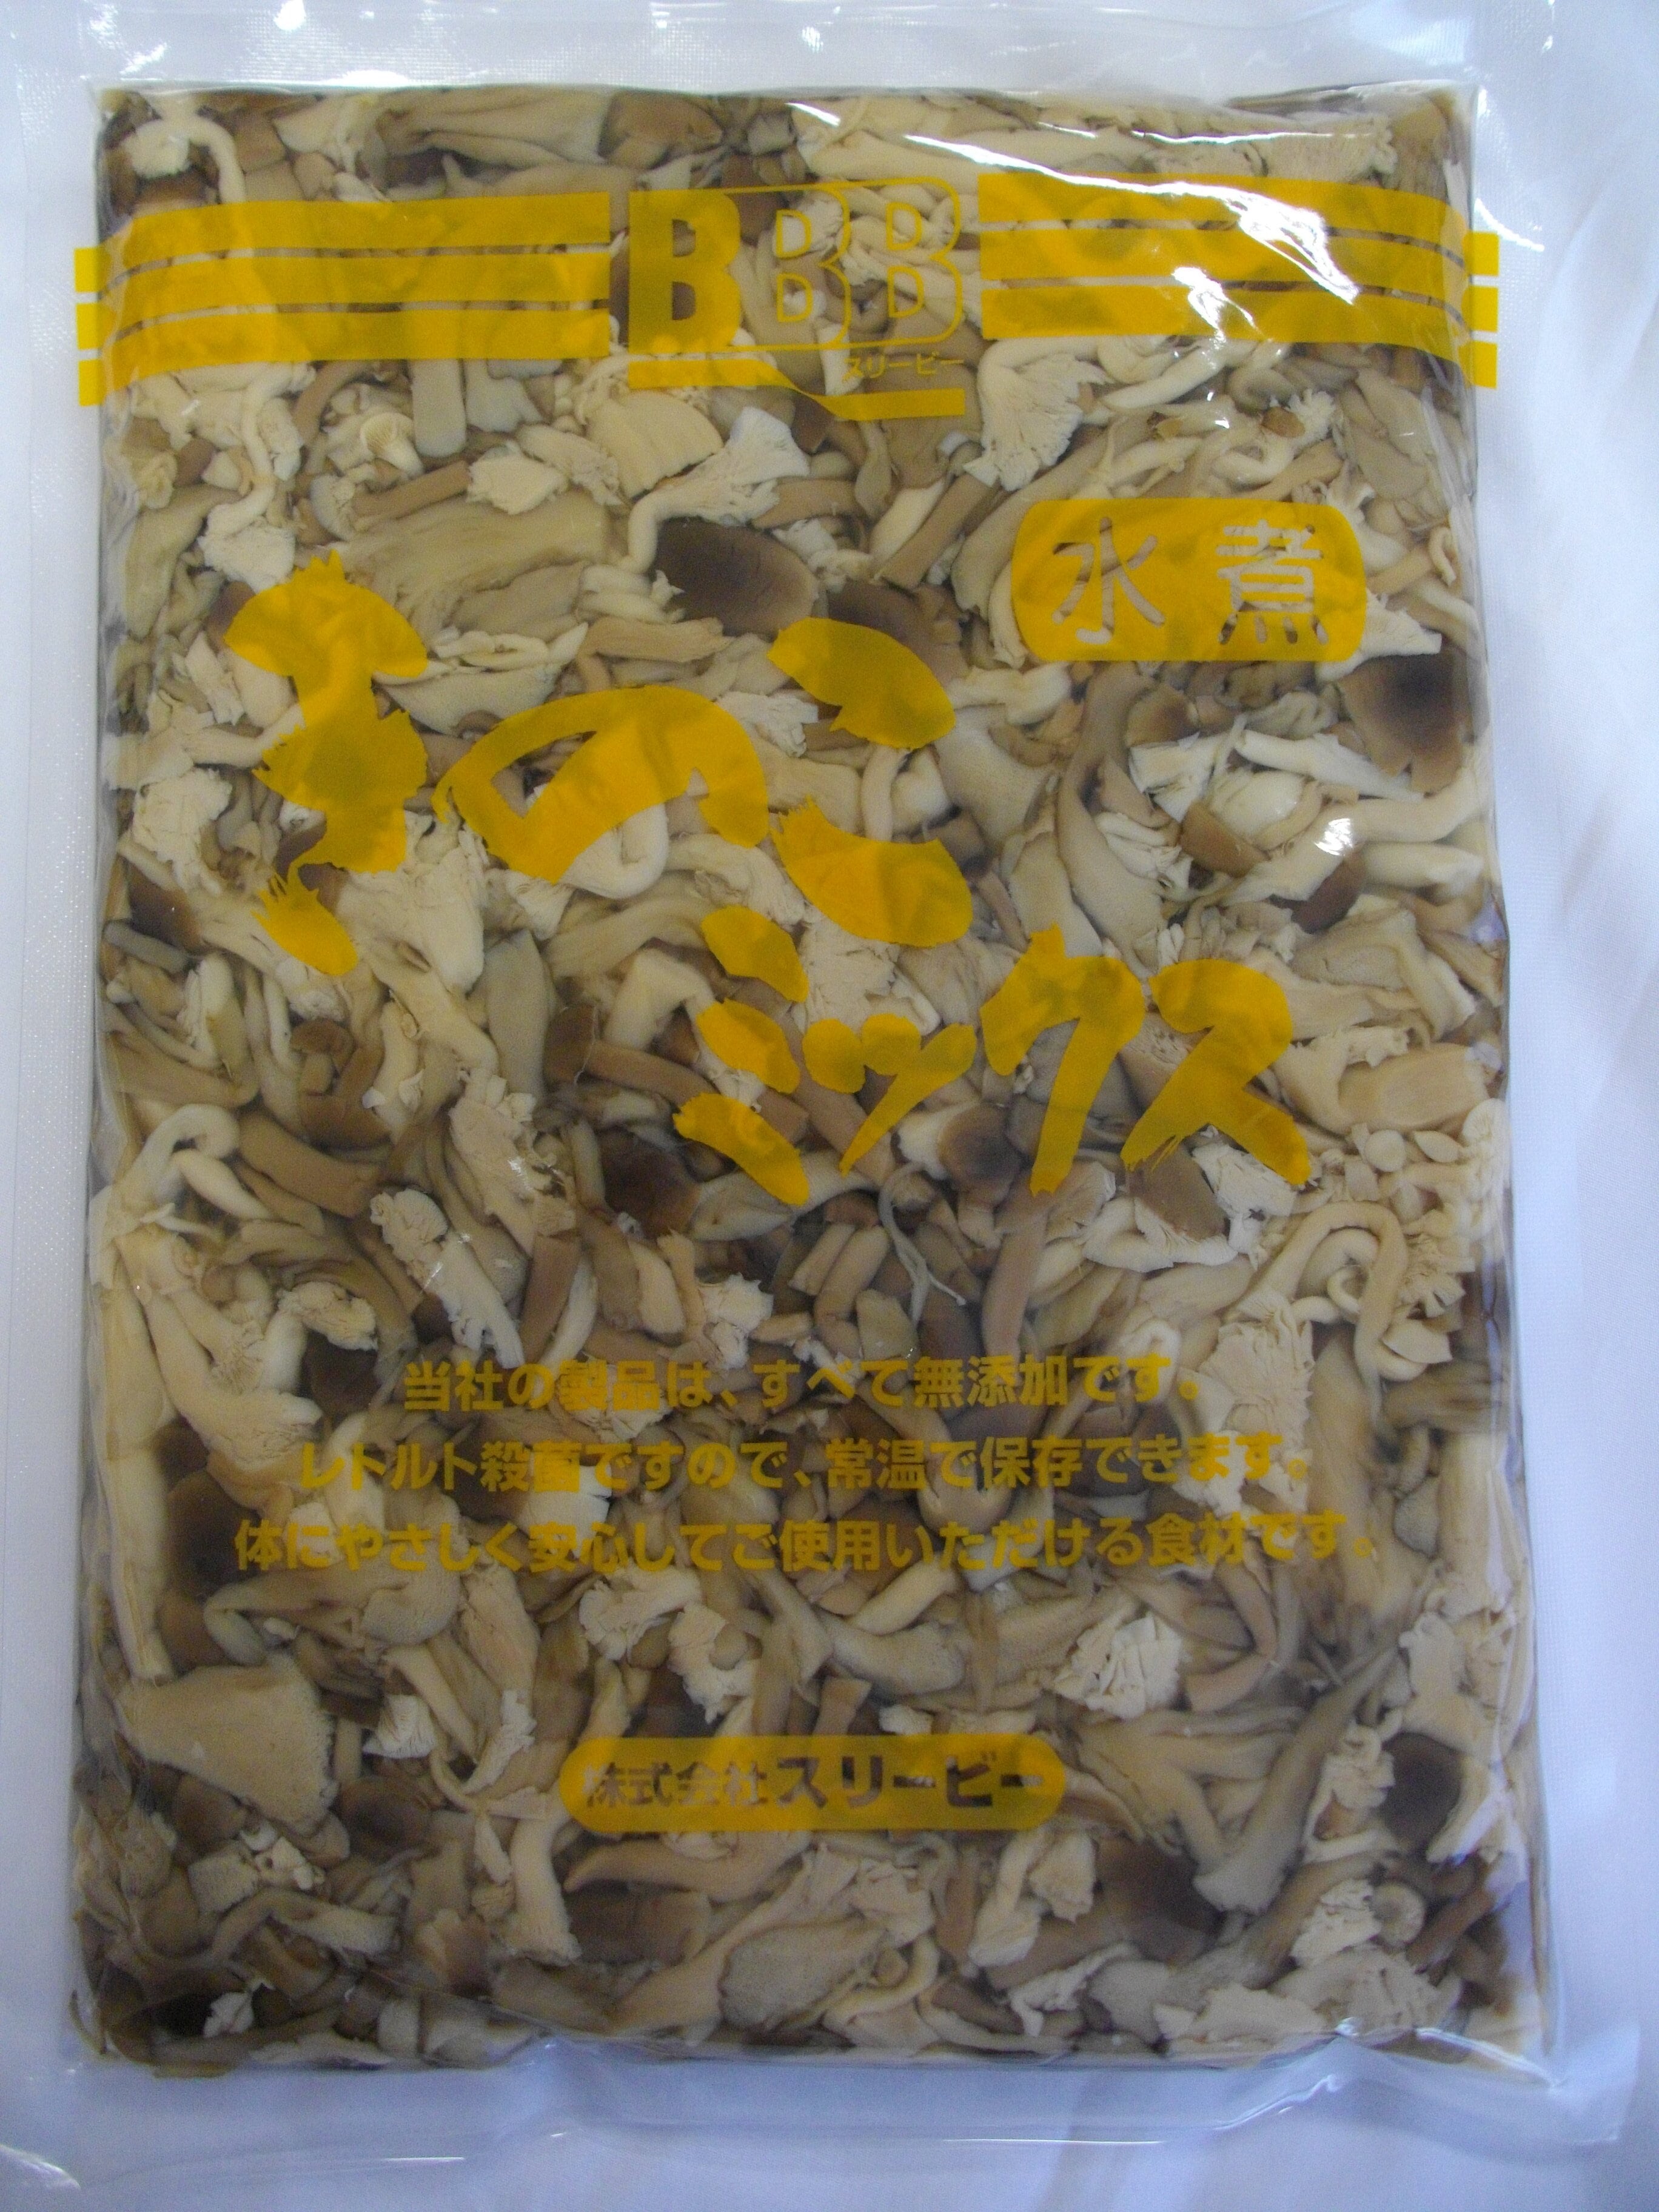 BBB
スリービー
水煮
きのこ
ミックス
当社の製品は、すべて無添加です。
レトルト殺菌ですので、常温で保存できます。
体にやさしく安心してご使用いただける食材です。
株式会社スリービー